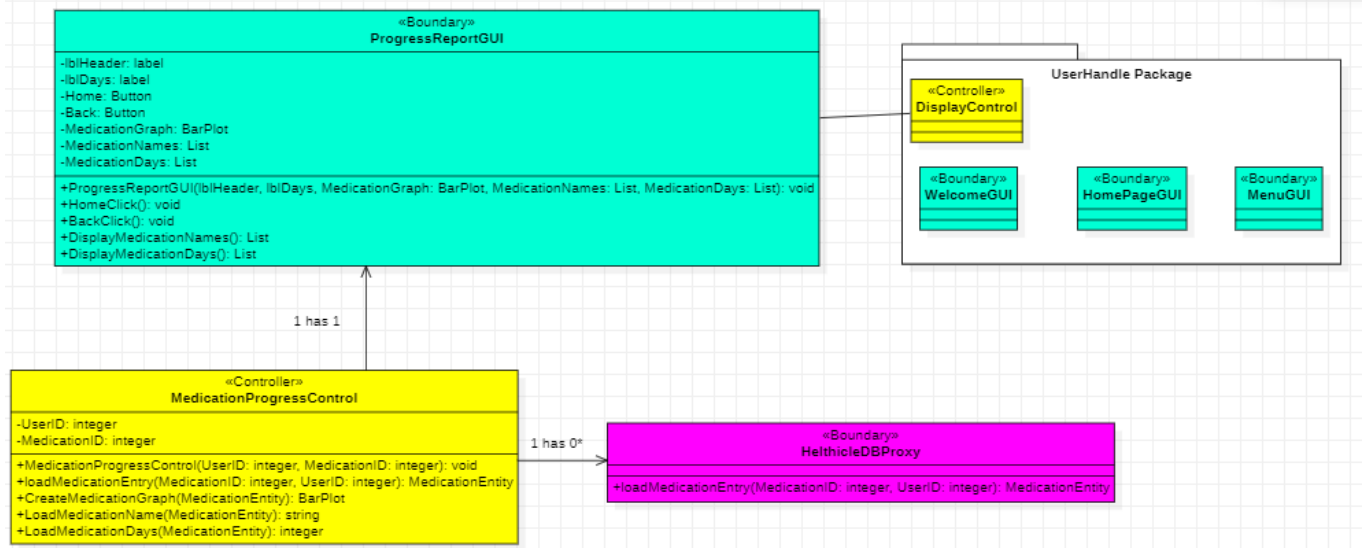 «Boundary»
ProgressReportGUI
-lblHeader: label
-lblDays: label
-Home: Button
-Back: Button
-MedicationGraph: BarPlot
-MedicationNames: List
-MedicationDays: List
+ProgressReportGUI(lblHeader, lblDays, MedicationGraph: BarPlot, MedicationNames: List, MedicationDays: List): void
+HomeClick(): void
+BackClick(): void
+DisplayMedicationNames(): List
+DisplayMedicationDays(): List
UserHandle Package
«Controller»
DisplayControl
«Boundary»
WelcomeGUI
«Boundary»
HomePageGUI
«Boundary»
MenuGUI
1 has 1
«Controller»
MedicationProgressControl
-UserID: integer
-MedicationID: integer
+MedicationProgressControl(UserID: integer, MedicationID: integer): void
+loadMedicationEntry(MedicationID: integer, UserID: integer): MedicationEntity
+CreateMedicationGraph(MedicationEntity): BarPlot
+LoadMedicationName(MedicationEntity): string
+LoadMedicationDays(MedicationEntity): integer
1 has 0*
«Boundary»
HelthicleDBProxy
+loadMedicationEntry(MedicationID: integer, UserID: integer): MedicationEntity